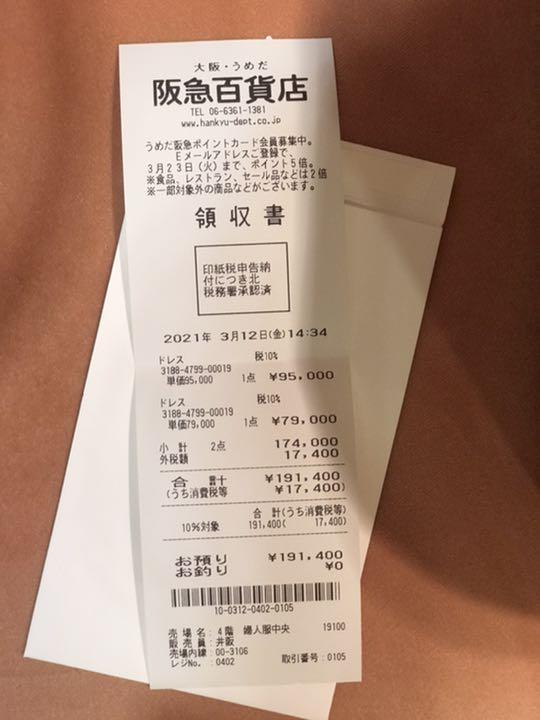 大阪・うめだ
阪急百貨店
TEL 06-6361-1381
www.hankyu-dept.co.jp
うめだ阪急ポイントカード会員募集中。
Eメールアドレスご登録で、
3月23日(火)まで、ポイント5倍。
※食品、レストラン、セール品などは2倍
※一部対象外の商品などがございます。
領収書
印紙税申告納
付につき北
税務署承認済
2021年 3月12日(金)14:34
ドレス 税10%
3188-4799-00019
単価95,000 1点 ¥95,000
ドレス 税10%
3188-4799-00019
単価79,000 1点 ¥79,000
小 計 2点 174,000
外税額 17,400
合 計 ¥191,400
(うち消費税等 ¥17,400)
合 計(うち消費税等)
10%対象 191,400( 17,400)
お預り ¥191,400
お釣り ¥0
10-0312-0402-0105
売 場 名:4階 婦人服中央 19100
販 売 員:井阪
売場内線:00-3106
レジNo. :0402 取引番号:0105